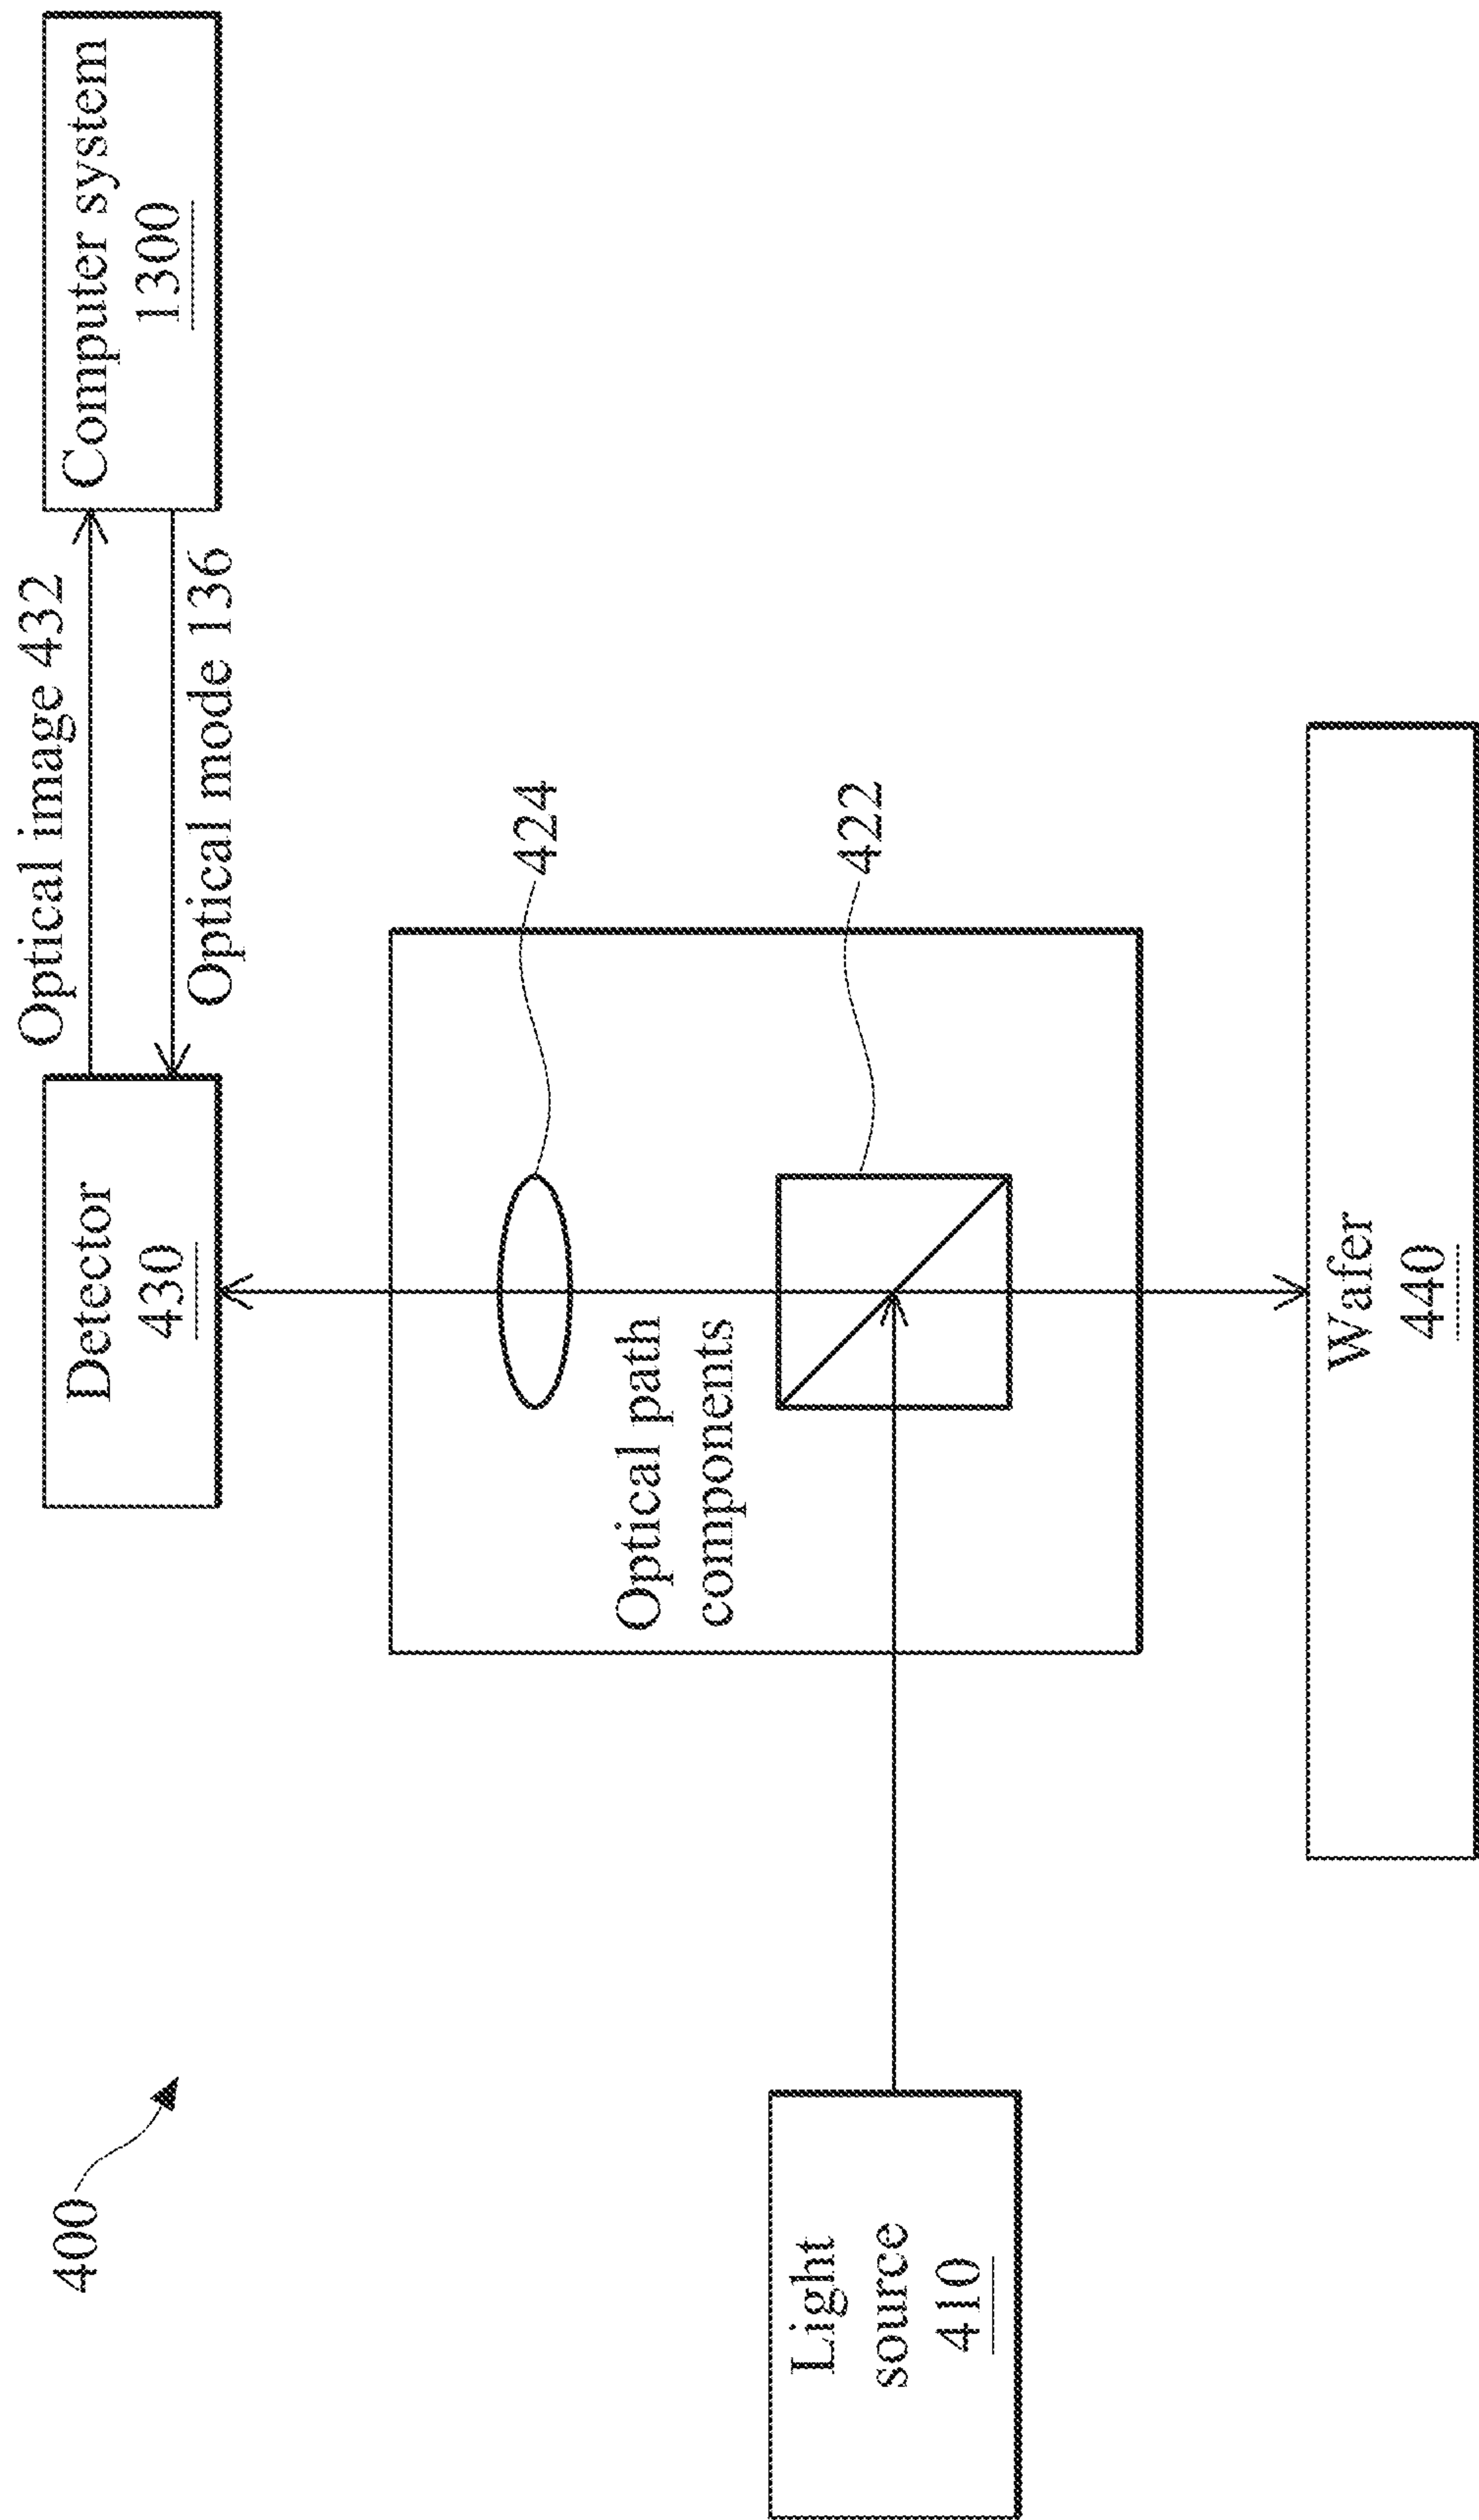 400
Optical image 432
Detector
430
Computer system
1300
Optical mode 136
424
Optical path
components
422
Light
source
410
Wafer
440